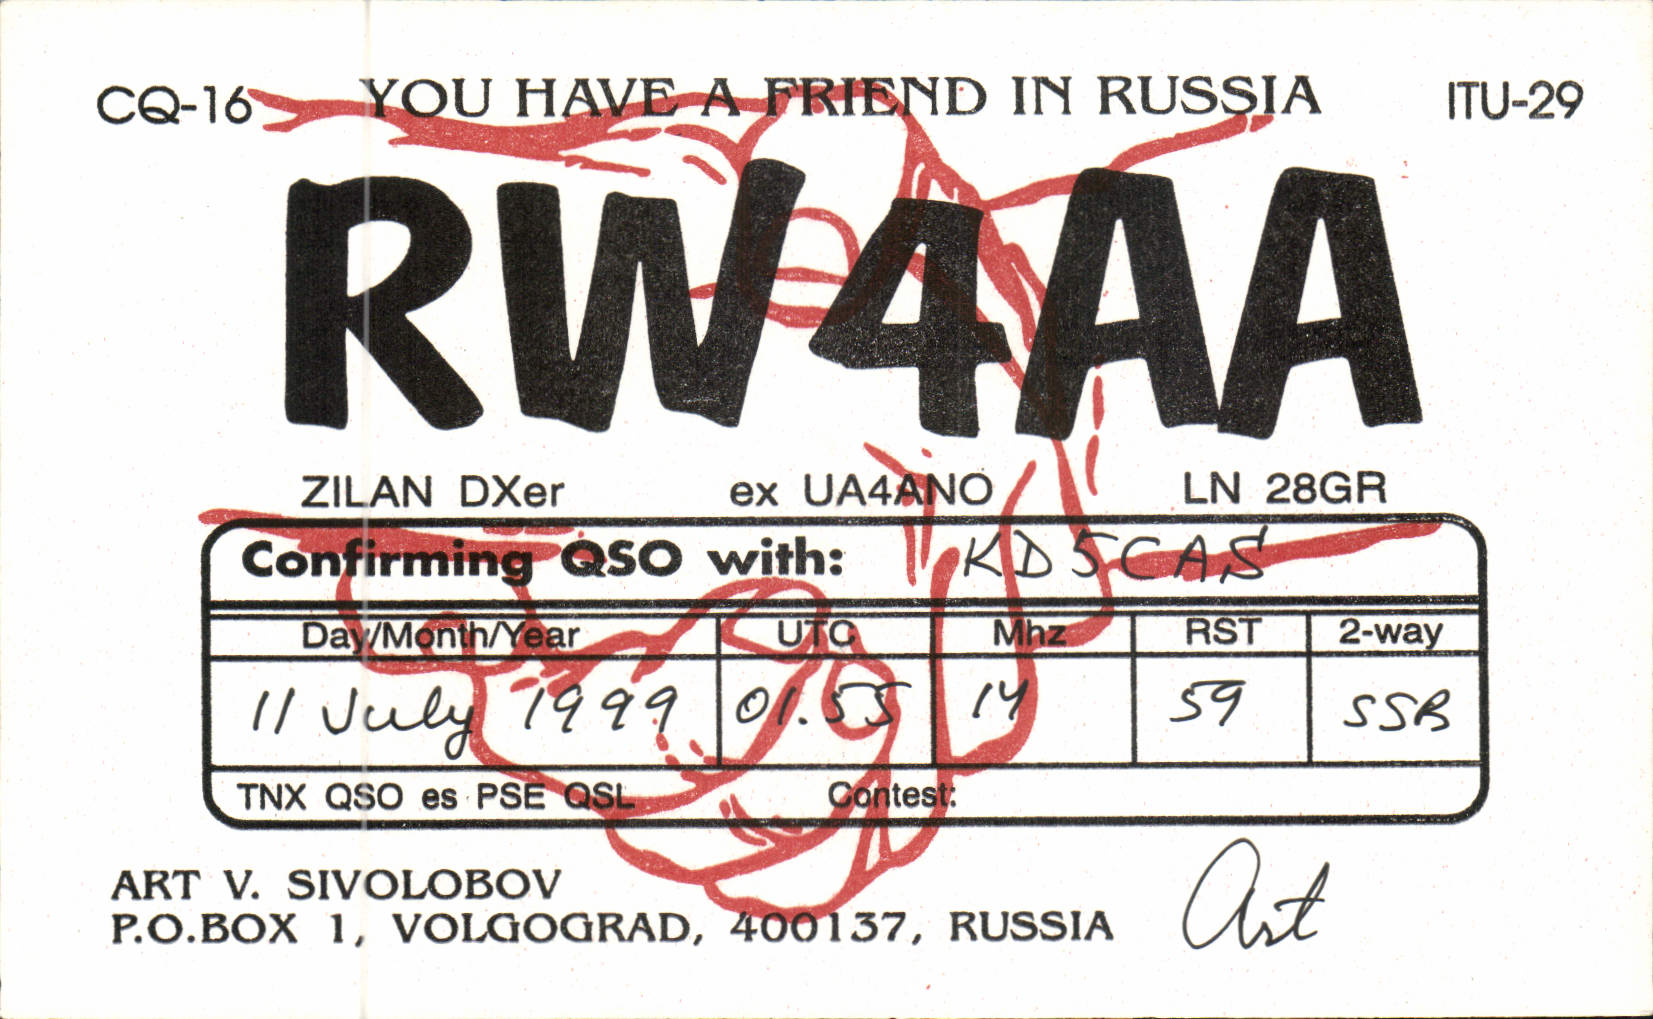 CQ-16 YOU HAVE A FRIEND IN RUSSIA ITU-29
RW4AA
ZILAN DXer ex UA4ANO LN 28GR
Confirming QSO with: KD5CAS
Day/Month/Year UTC Mhz RST 2-way
11 July 1999 01.55 14 59 SSB
TNX QSO es PSE QSL Contest:
ART V. SIVOLOBOV
P.O.BOX 1, VOLGOGRAD, 400137, RUSSIA Art